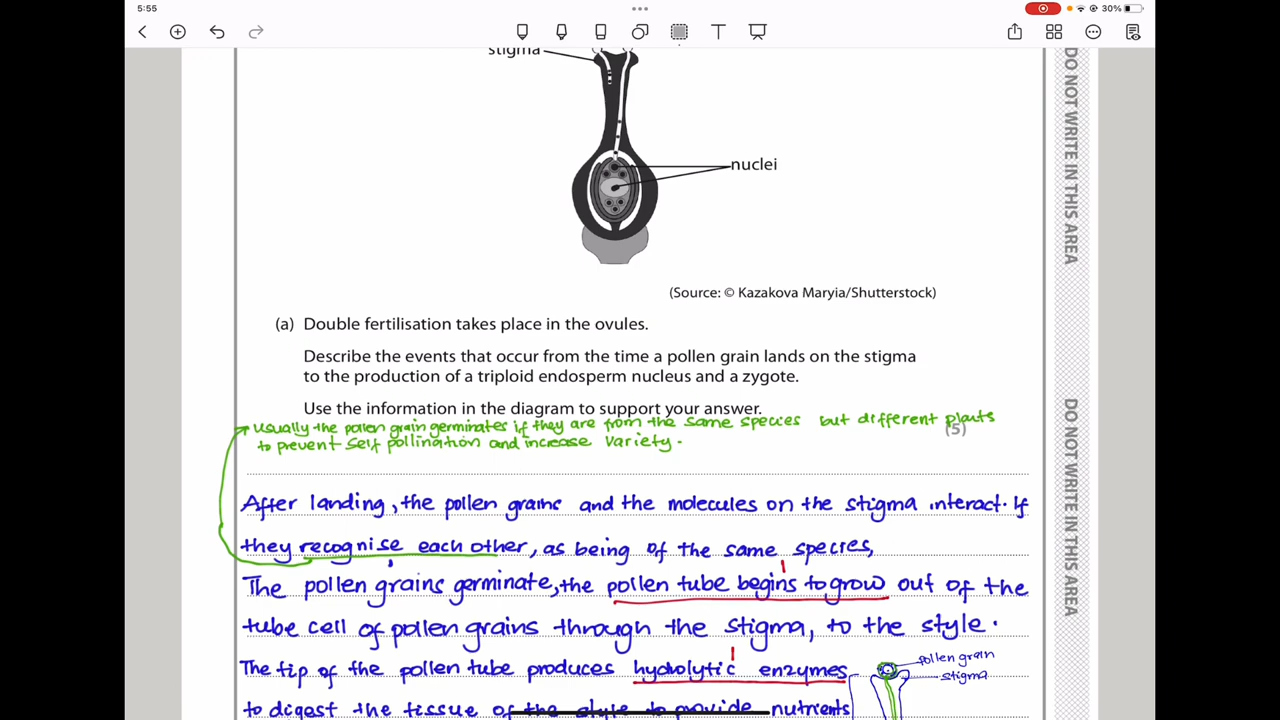 5:55
30%
stigma
nuclei
(Source: © Kazakova Maryia/Shutterstock)
(a) Double fertilisation takes place in the ovules.
Describe the events that occur from the time a pollen grain lands on the stigma
to the production of a triploid endosperm nucleus and a zygote.
Use the information in the diagram to support your answer.
(5)
usually the pollen grain germinates if they are from the same species but different plants
to prevent self pollination and increase variety.
After landing, the pollen grains and the molecules on the stigma interact. If
they recognise each other, as being of the same species,
The pollen grains germinate, the pollen tube begins to grow out of the
tube cell of pollen grains through the stigma, to the style.
The tip of the pollen tube produces hydrolytic enzymes
to digest the tissue of the style to provide nutrients
pollen grain
stigma
DO NOT WRITE IN THIS AREA
DO NOT WRITE IN THIS AREA